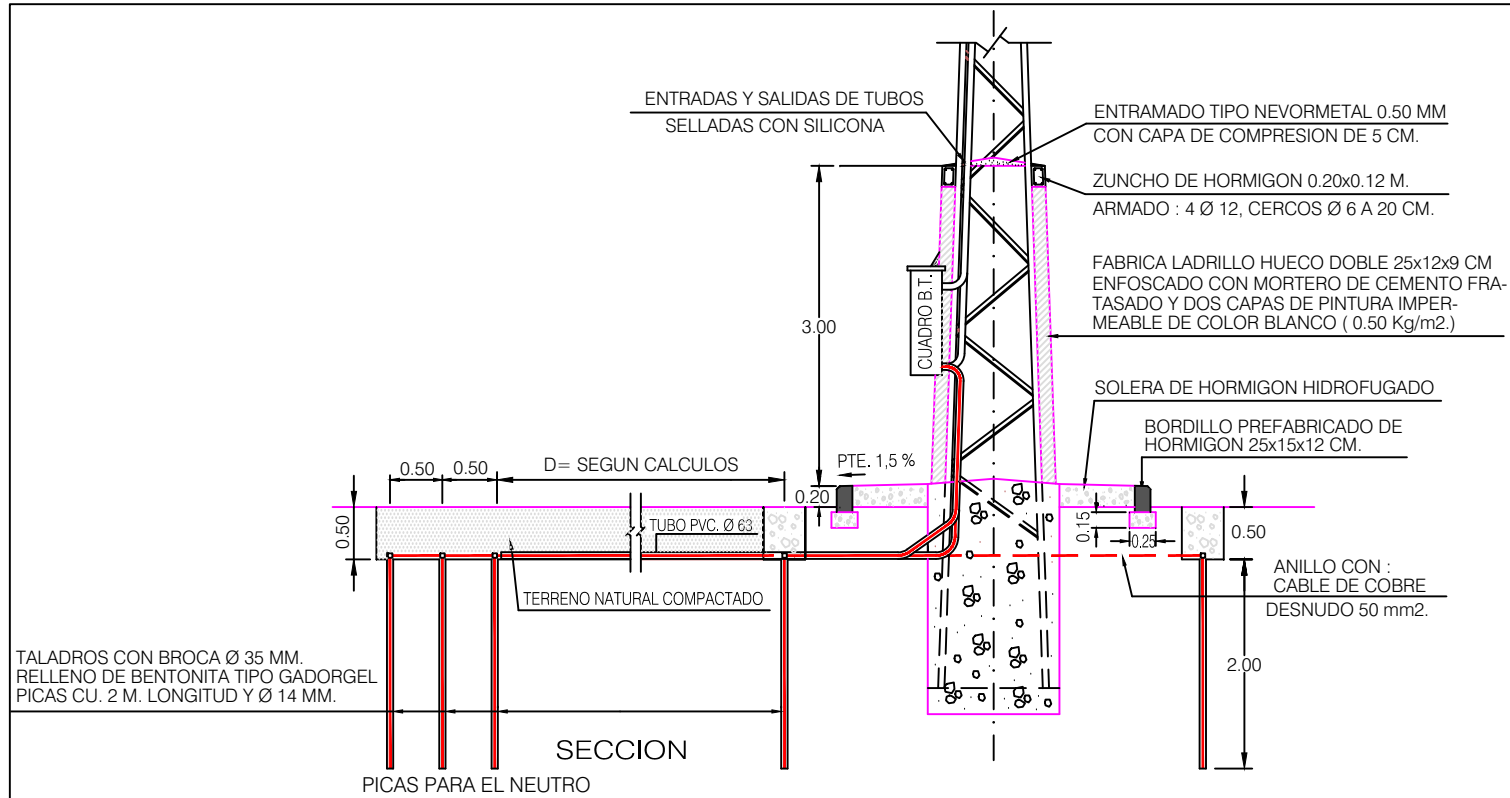 ENTRADAS Y SALIDAS DE TUBOS
SELLADAS CON SILICONA
ENTRAMADO TIPO NEVORMETAL 0.50 MM
CON CAPA DE COMPRESION DE 5 CM.
ZUNCHO DE HORMIGON 0.20x0.12 M.
ARMADO : 4 Ø 12, CERCOS Ø 6 A 20 CM.
FABRICA LADRILLO HUECO DOBLE 25x12x9 CM
ENFOSCADO CON MORTERO DE CEMENTO FRA-
TASADO Y DOS CAPAS DE PINTURA IMPER-
MEABLE DE COLOR BLANCO ( 0.50 Kg/m2.)
CUADRO B.T.
3.00
SOLERA DE HORMIGON HIDROFUGADO
BORDILLO PREFABRICADO DE
HORMIGON 25x15x12 CM.
PTE. 1,5 %
0.50
0.50
D= SEGUN CALCULOS
0.20
0.50
TUBO PVC. Ø 63
0.15
0.25
0.50
TERRENO NATURAL COMPACTADO
ANILLO CON :
CABLE DE COBRE
DESNUDO 50 mm2.
2.00
TALADROS CON BROCA Ø 35 MM.
RELLENO DE BENTONITA TIPO GADORGEL
PICAS CU. 2 M. LONGITUD Y Ø 14 MM.
SECCION
PICAS PARA EL NEUTRO